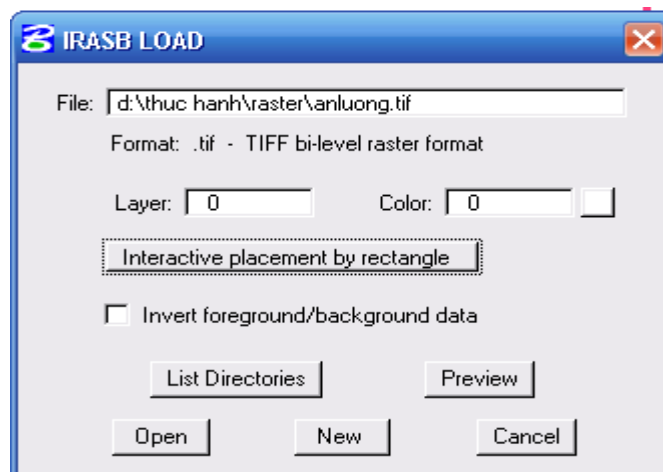 IRASB LOAD
File: d:\thuc hanh\raster\anluong.tif
Format: .tif - TIFF bi-level raster format
Layer: 0 Color: 0
Interactive placement by rectangle
Invert foreground/background data
List Directories Preview
Open New Cancel